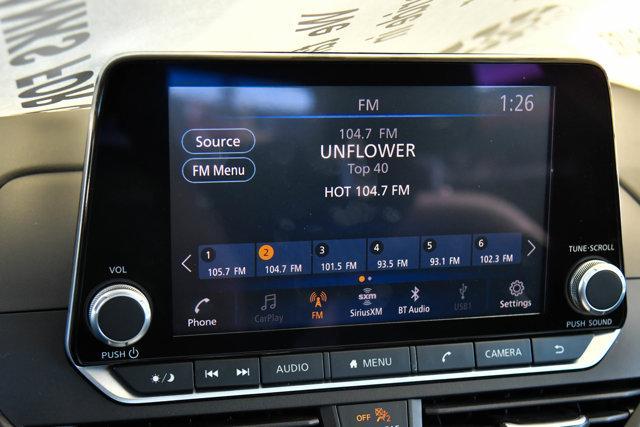 FM
1:26
104.7 FM
Source
UNFLOWER
FM Menu
Top 40
HOT 104.7 FM
1 2 3 4 5 6
105.7 FM 104.7 FM 101.5 FM 93.5 FM 93.1 FM 102.3 FM
VOL
TUNE·SCROLL
sxm
Phone CarPlay FM SiriusXM BT Audio USB1 Settings
PUSH
PUSH SOUND
AUDIO MENU CAMERA
OFF 2